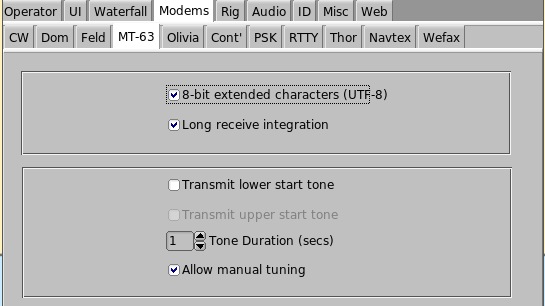 Operator UI Waterfall Modems Rig Audio ID Misc Web
CW Dom Feld MT-63 Olivia Cont' PSK RTTY Thor Navtex Wefax
8-bit extended characters (UTF-8)
Long receive integration
Transmit lower start tone
Transmit upper start tone
1 Tone Duration (secs)
Allow manual tuning